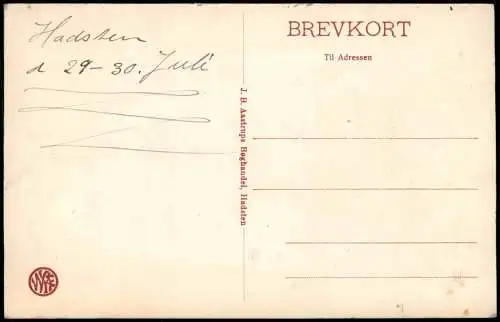 Hadsten
d 29-30. Juli
BREVKORT
Til Adressen
J. B. Aastrups Boghandel, Hadsten